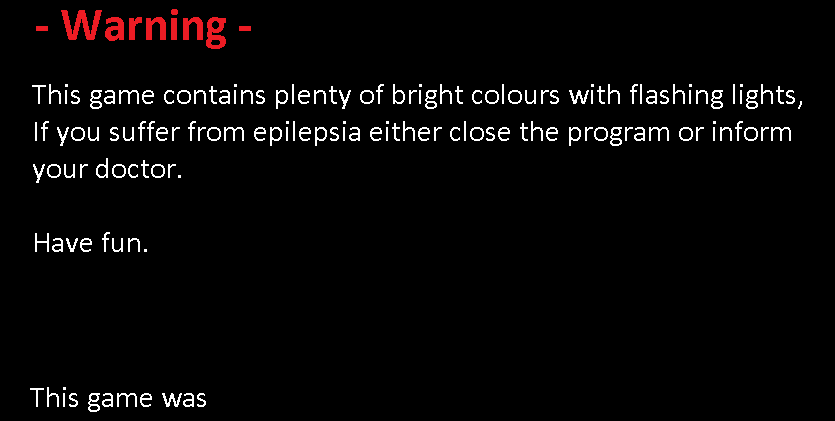 - Warning -
This game contains plenty of bright colours with flashing lights,
If you suffer from epilepsia either close the program or inform
your doctor.
Have fun.
This game was